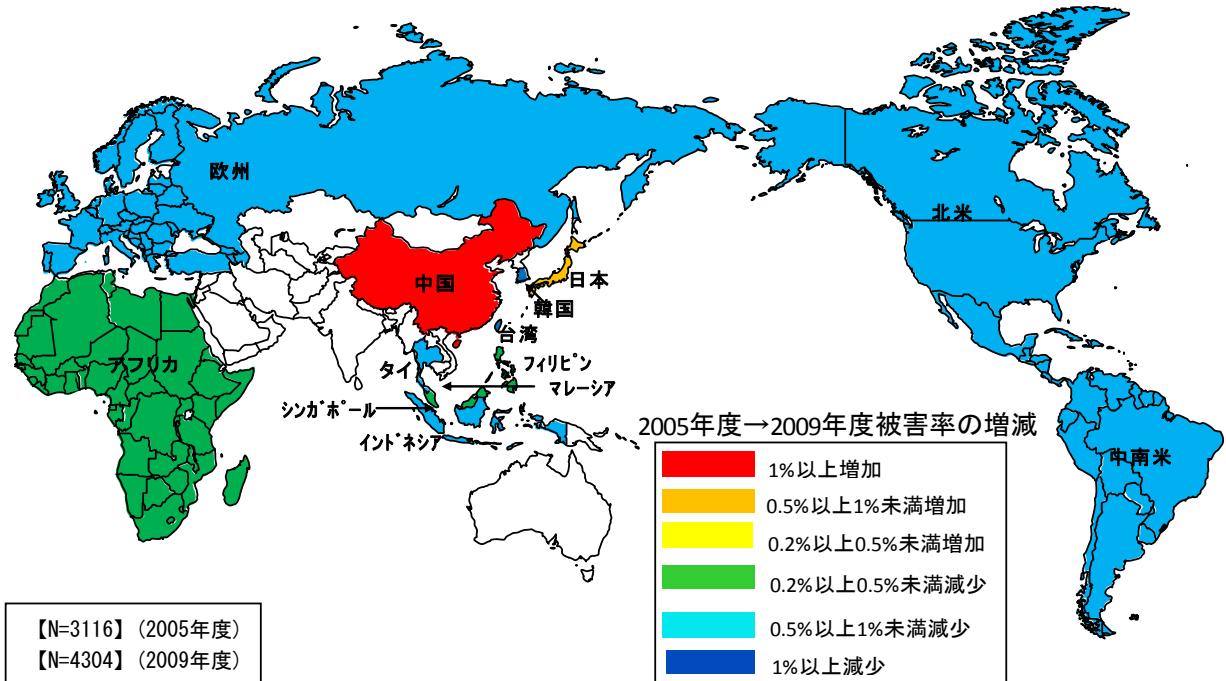 欧州
北米
中国
日本
韓国
台湾
アフリカ
タイ
フィリピン
マレーシア
シンガポール
インドネシア
中南米
2005年度→2009年度被害率の増減
1%以上増加
0.5%以上1%未満増加
0.2%以上0.5%未満増加
0.2%以上0.5%未満減少
0.5%以上1%未満減少
1%以上減少
【N=3116】(2005年度)
【N=4304】(2009年度)